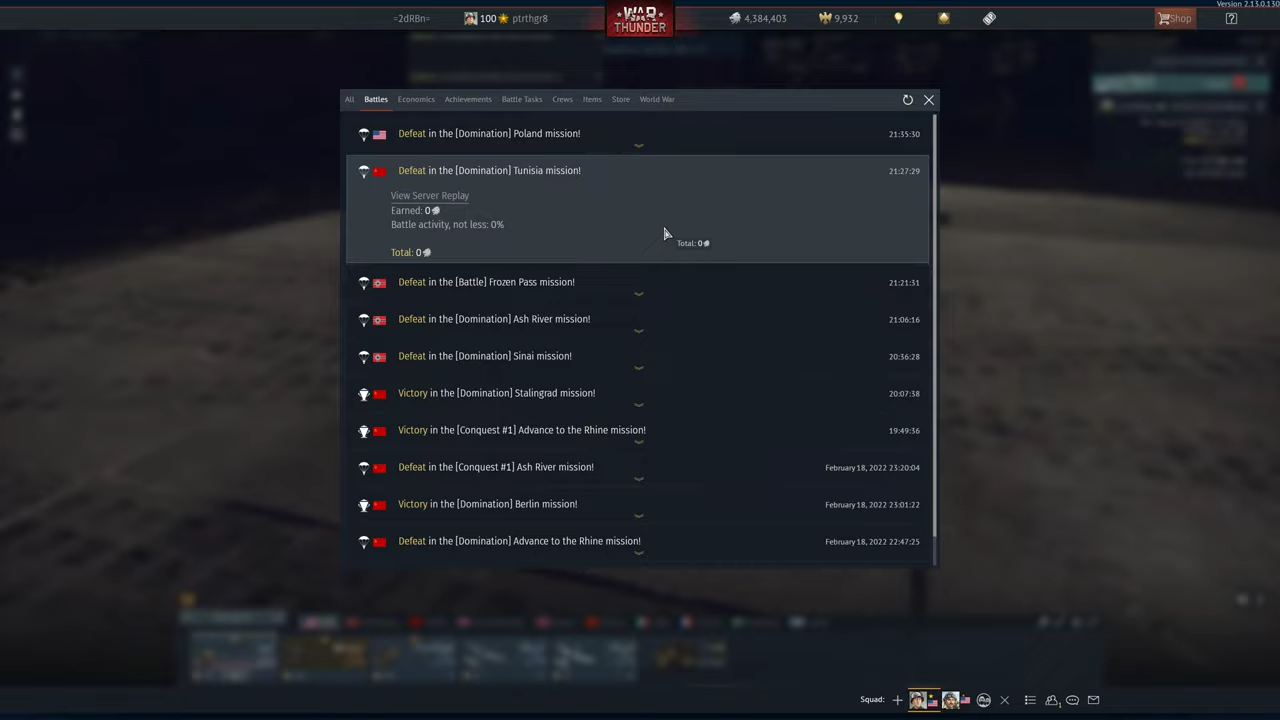 Version 2.13.0.130
=2dRBn= 100 ptrthgr8 WAR THUNDER 4,384,403 9,932 Shop
All Battles Economics Achievements Battle Tasks Crews Items Store World War
Defeat in the [Domination] Poland mission! 21:35:30
Defeat in the [Domination] Tunisia mission! 21:27:29
View Server Replay
Earned: 0
Battle activity, not less: 0%
Total: 0
Total: 0
Defeat in the [Battle] Frozen Pass mission! 21:21:31
Defeat in the [Domination] Ash River mission! 21:06:16
Defeat in the [Domination] Sinai mission! 20:36:28
Victory in the [Domination] Stalingrad mission! 20:07:38
Victory in the [Conquest #1] Advance to the Rhine mission! 19:49:36
Defeat in the [Conquest #1] Ash River mission! February 18, 2022 23:20:04
Victory in the [Domination] Berlin mission! February 18, 2022 23:01:22
Defeat in the [Domination] Advance to the Rhine mission! February 18, 2022 22:47:25
Squad: 1